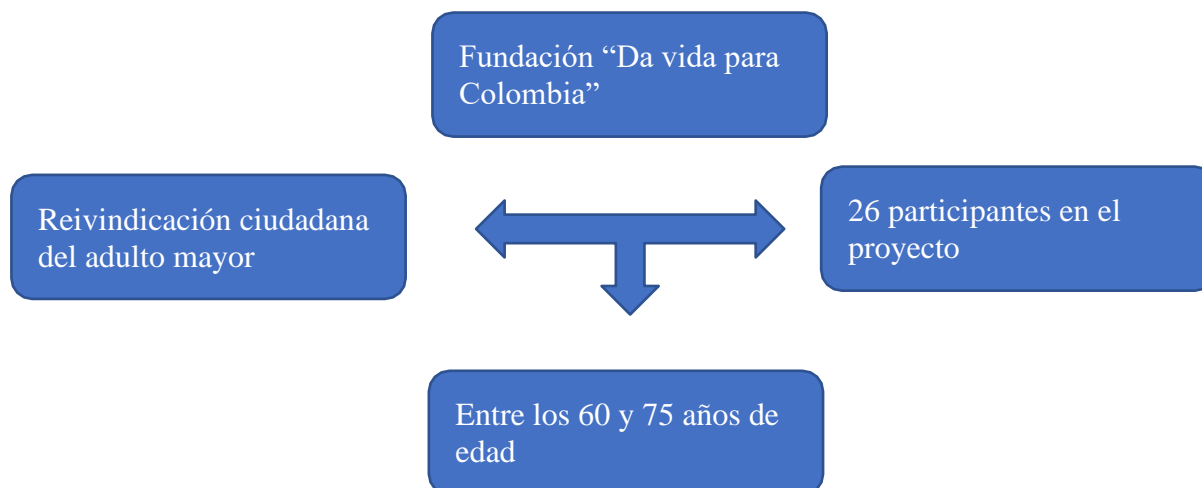 Fundación “Da vida para
Colombia”
Reivindicación ciudadana
del adulto mayor
26 participantes en el
proyecto
Entre los 60 y 75 años de
edad